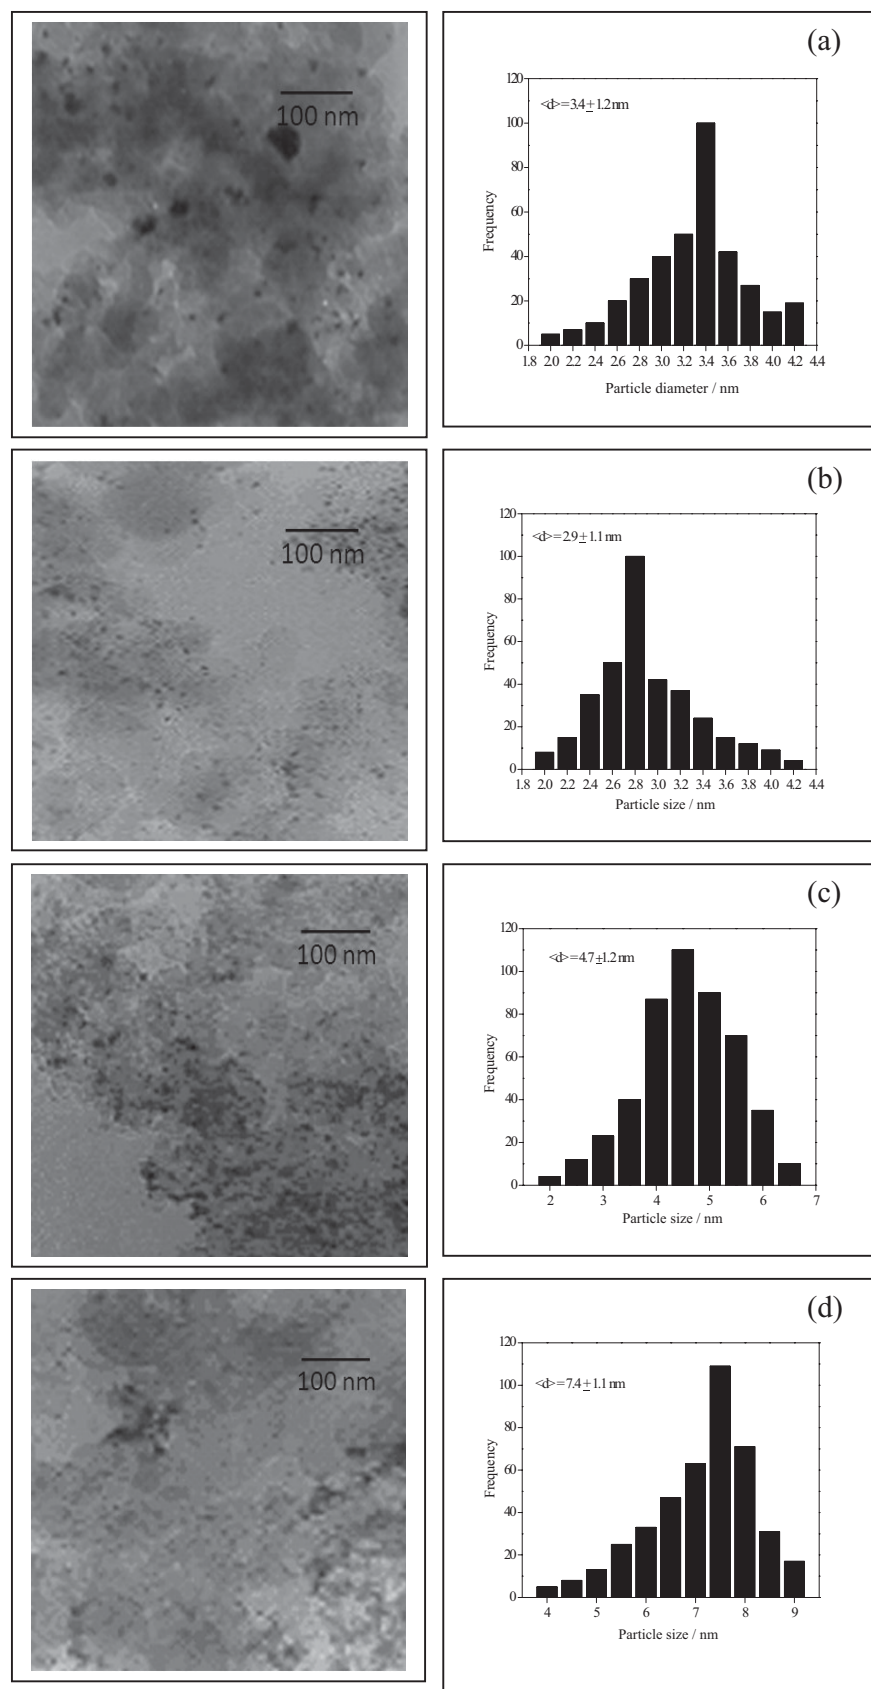 100 nm
(a)
120
<d>=3.4±1.2nm
100
80
60
40
20
0
Frequency
1.8 2.0 2.2 2.4 2.6 2.8 3.0 3.2 3.4 3.6 3.8 4.0 4.2 4.4
Particle diameter / nm
100 nm
(b)
120
<d>=2.9±1.1nm
100
80
60
40
20
0
Frequency
1.8 2.0 2.2 2.4 2.6 2.8 3.0 3.2 3.4 3.6 3.8 4.0 4.2 4.4
Particle size / nm
100 nm
(c)
120
<d>=4.7±1.2nm
100
80
60
40
20
0
Frequency
2 3 4 5 6 7
Particle size / nm
100 nm
(d)
120
<d>=7.4±1.1nm
100
80
60
40
20
0
Frequency
4 5 6 7 8 9
Particle size / nm